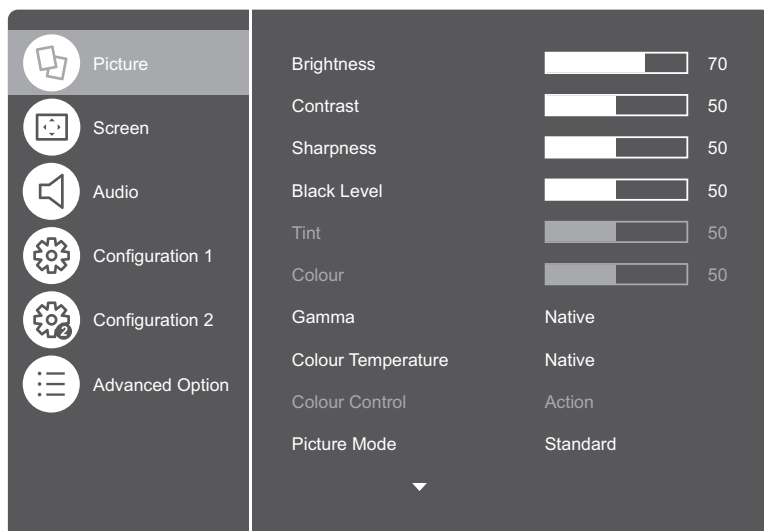 Picture
Screen
Audio
Configuration 1
Configuration 2
2
Advanced Option
Brightness 70
Contrast 50
Sharpness 50
Black Level 50
Tint 50
Colour 50
Gamma Native
Colour Temperature Native
Colour Control Action
Picture Mode Standard